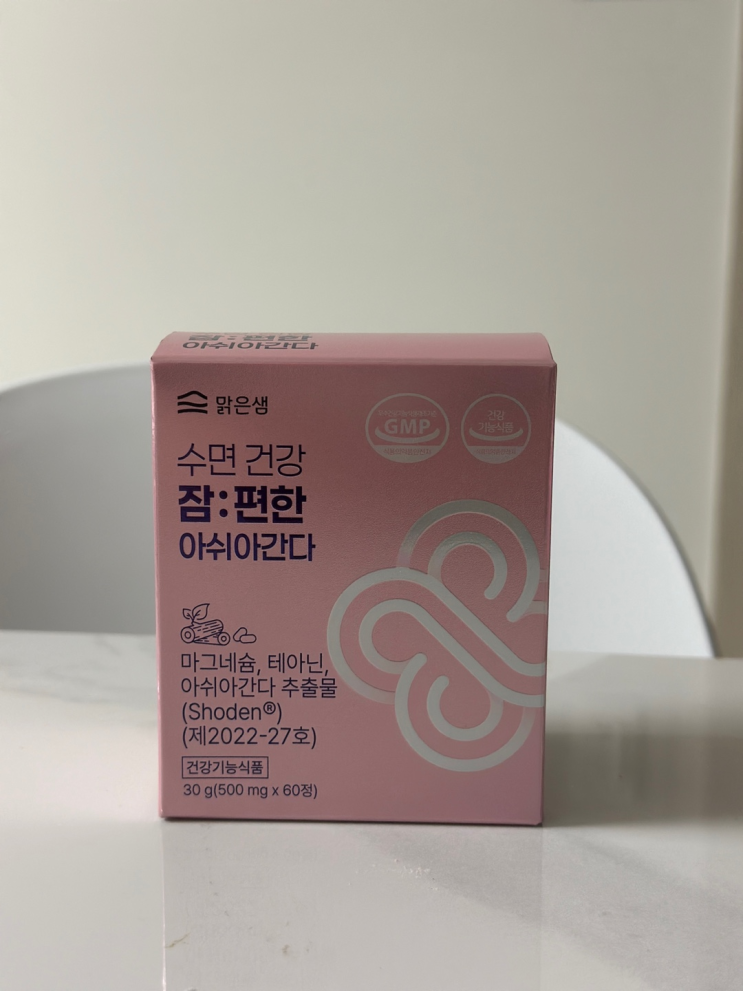 잠:편한
아쉬아간다
맑은샘
GMP
건강
기능식품
수면 건강
잠:편한
아쉬아간다
마그네슘, 테아닌,
아쉬아간다 추출물
(Shoden®)
(제2022-27호)
건강기능식품
30 g(500 mg x 60정)